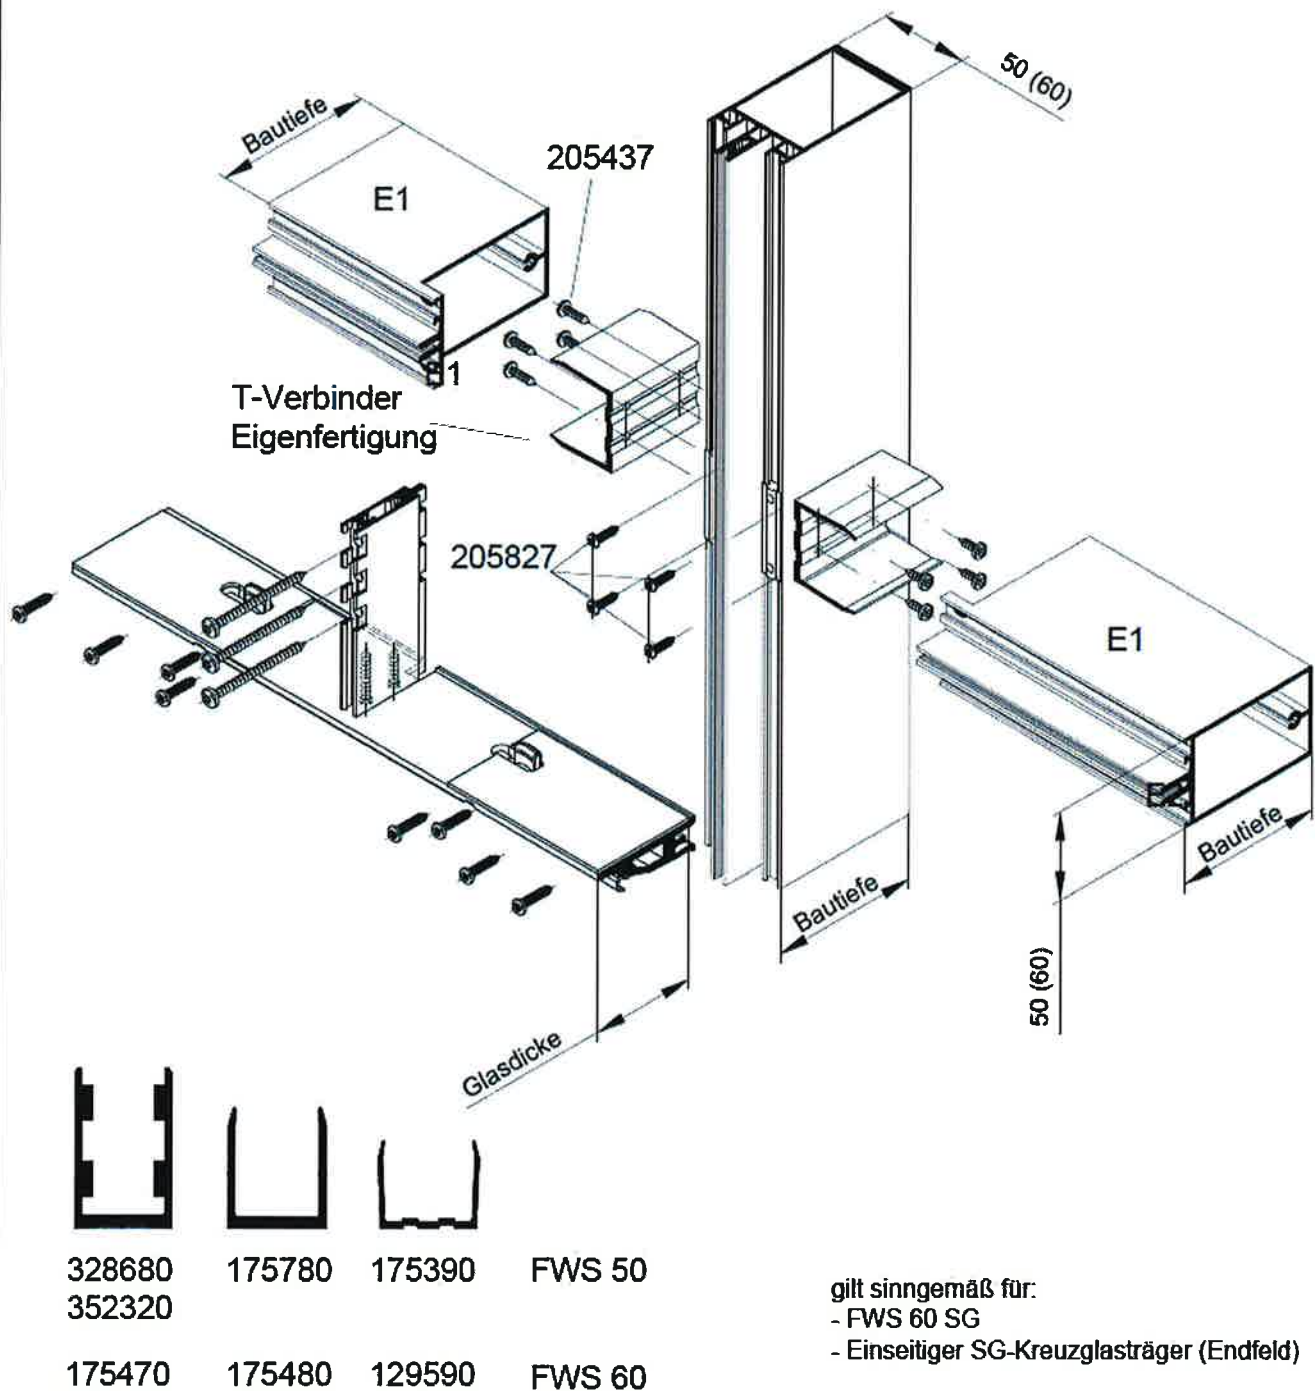 50 (60)
Bautiefe
205437
E1
1
T-Verbinder
Eigenfertigung
205827
E1
Bautiefe
Bautiefe
50 (60)
Glasdicke
328680 175780 175390 FWS 50
352320
175470 175480 129590 FWS 60
gilt sinngemäß für:
- FWS 60 SG
- Einseitiger SG-Kreuzglasträger (Endfeld)